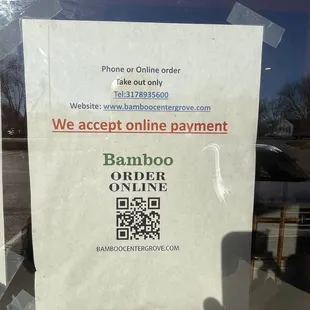 Phone or Online order
Take out only
Tel:3178935600
Website: www.bamboocentergrove.com
We accept online payment
Bamboo
ORDER
ONLINE
BAMBOOCENTERGROVE.COM